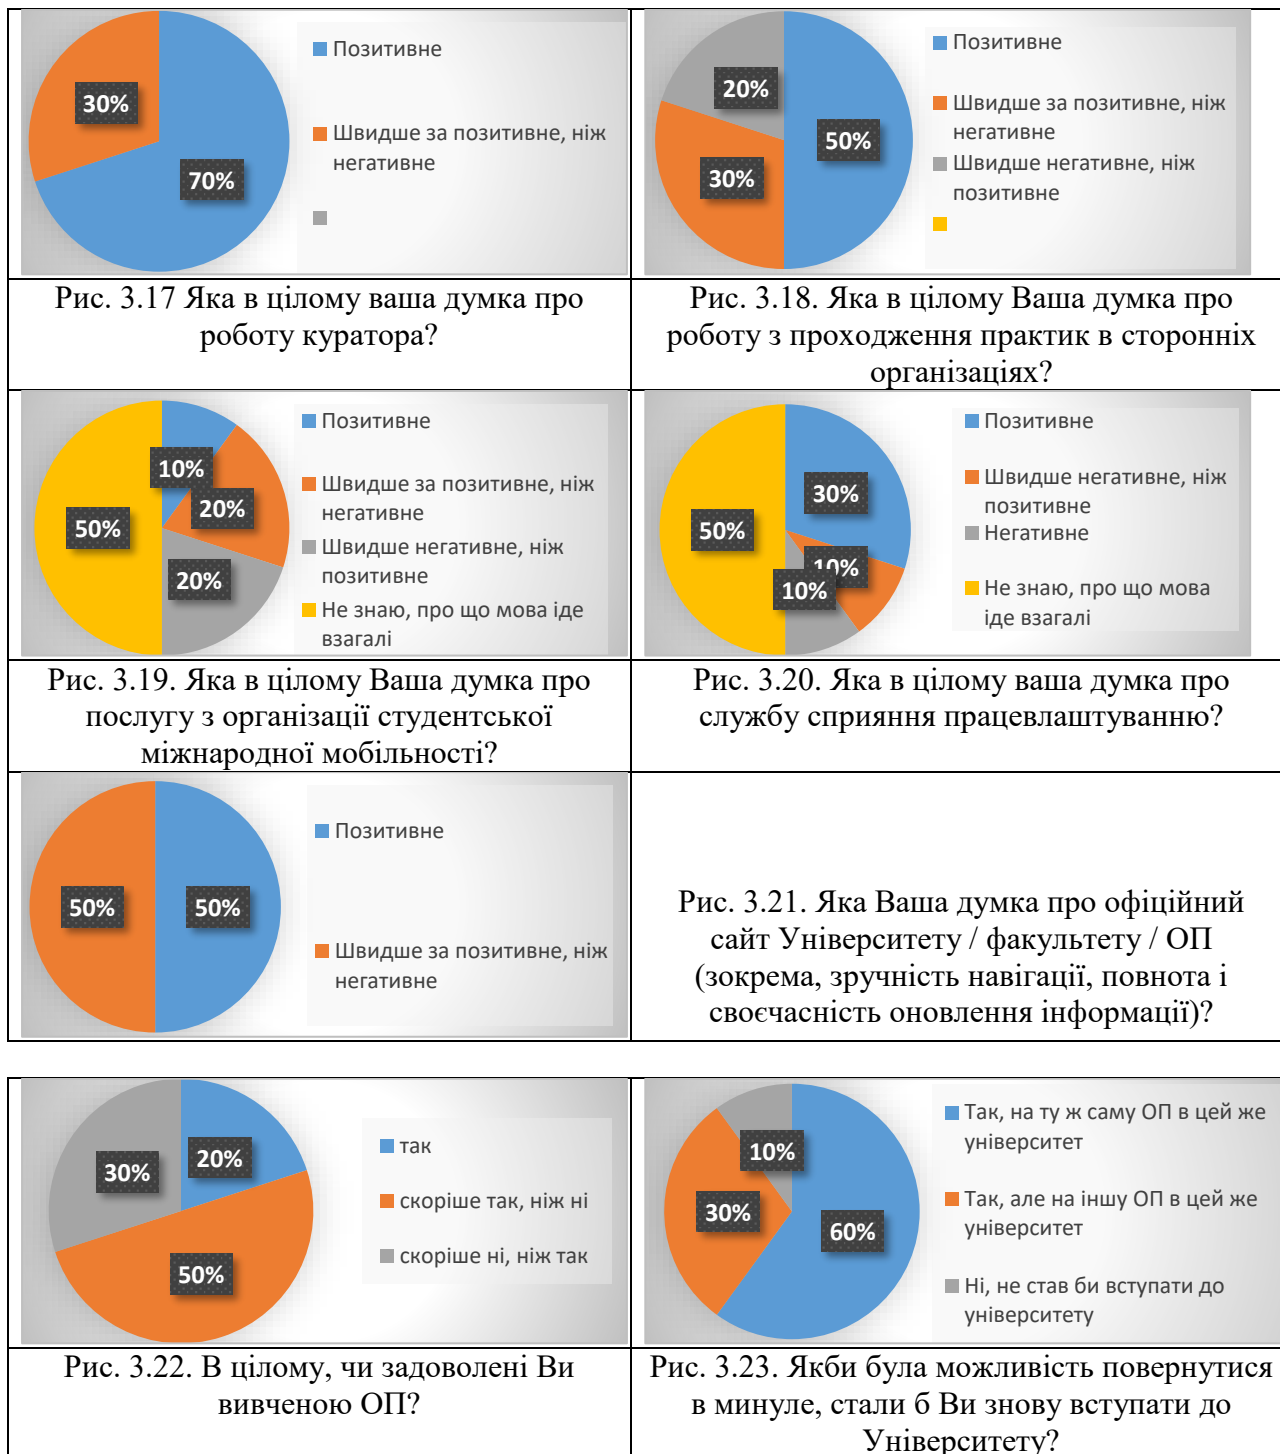 30%
70%
Позитивне
Швидше за позитивне, ніж
негативне
20%
50%
30%
Позитивне
Швидше за позитивне, ніж
негативне
Швидше негативне, ніж
позитивне
Рис. 3.17 Яка в цілому ваша думка про
роботу куратора?
Рис. 3.18. Яка в цілому Ваша думка про
роботу з проходження практик в сторонніх
організаціях?
10%
20%
50%
20%
Позитивне
Швидше за позитивне, ніж
негативне
Швидше негативне, ніж
позитивне
Не знаю, про що мова іде
взагалі
30%
50%
10%
10%
Позитивне
Швидше негативне, ніж
позитивне
Негативне
Не знаю, про що мова
іде взагалі
Рис. 3.19. Яка в цілому Ваша думка про
послугу з організації студентської
міжнародної мобільності?
Рис. 3.20. Яка в цілому ваша думка про
службу сприяння працевлаштуванню?
50%
50%
Позитивне
Швидше за позитивне, ніж
негативне
Рис. 3.21. Яка Ваша думка про офіційний
сайт Університету / факультету / ОП
(зокрема, зручність навігації, повнота і
своєчасність оновлення інформації)?
20%
30%
50%
так
скоріше так, ніж ні
скоріше ні, ніж так
10%
30%
60%
Так, на ту ж саму ОП в цей же
університет
Так, але на іншу ОП в цей же
університет
Ні, не став би вступати до
університету
Рис. 3.22. В цілому, чи задоволені Ви
вивченою ОП?
Рис. 3.23. Якби була можливість повернутися
в минуле, стали б Ви знову вступати до
Університету?